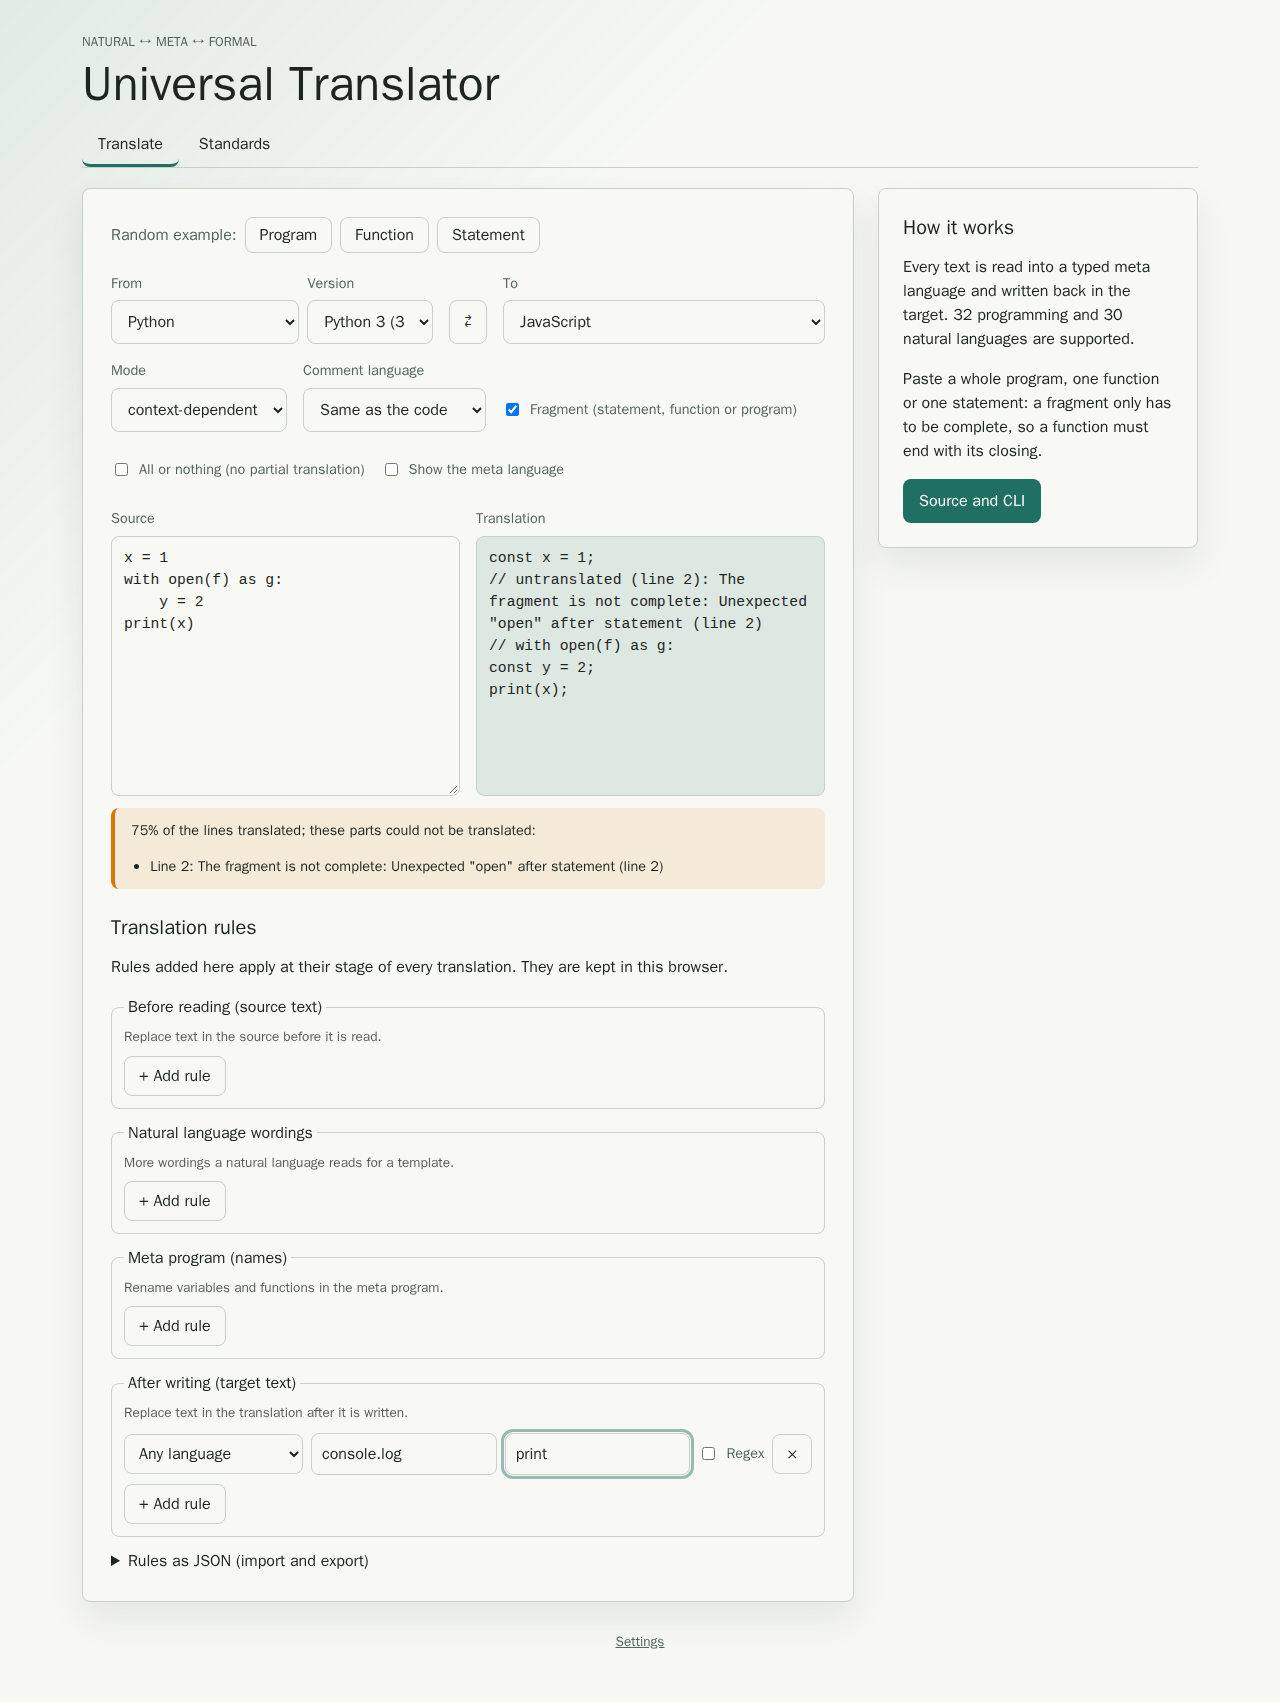 NATURAL ↔ META ↔ FORMAL
Universal Translator
Translate
Standards
Random example:
Program
Function
Statement
From
Version
To
Python
Python 3 (3
⇄
JavaScript
Mode
Comment language
context-dependent
Same as the code
Fragment (statement, function or program)
All or nothing (no partial translation)
Show the meta language
Source
x = 1
with open(f) as g:
    y = 2
print(x)
Translation
const x = 1;
// untranslated (line 2): The
fragment is not complete: Unexpected
"open" after statement (line 2)
// with open(f) as g:
const y = 2;
print(x);
75% of the lines translated; these parts could not be translated:
• Line 2: The fragment is not complete: Unexpected "open" after statement (line 2)
Translation rules
Rules added here apply at their stage of every translation. They are kept in this browser.
Before reading (source text)
Replace text in the source before it is read.
+ Add rule
Natural language wordings
More wordings a natural language reads for a template.
+ Add rule
Meta program (names)
Rename variables and functions in the meta program.
+ Add rule
After writing (target text)
Replace text in the translation after it is written.
Any language
console.log
print
Regex
×
+ Add rule
▶ Rules as JSON (import and export)
How it works
Every text is read into a typed meta
language and written back in the
target. 32 programming and 30
natural languages are supported.
Paste a whole program, one function
or one statement: a fragment only has
to be complete, so a function must
end with its closing.
Source and CLI
Settings